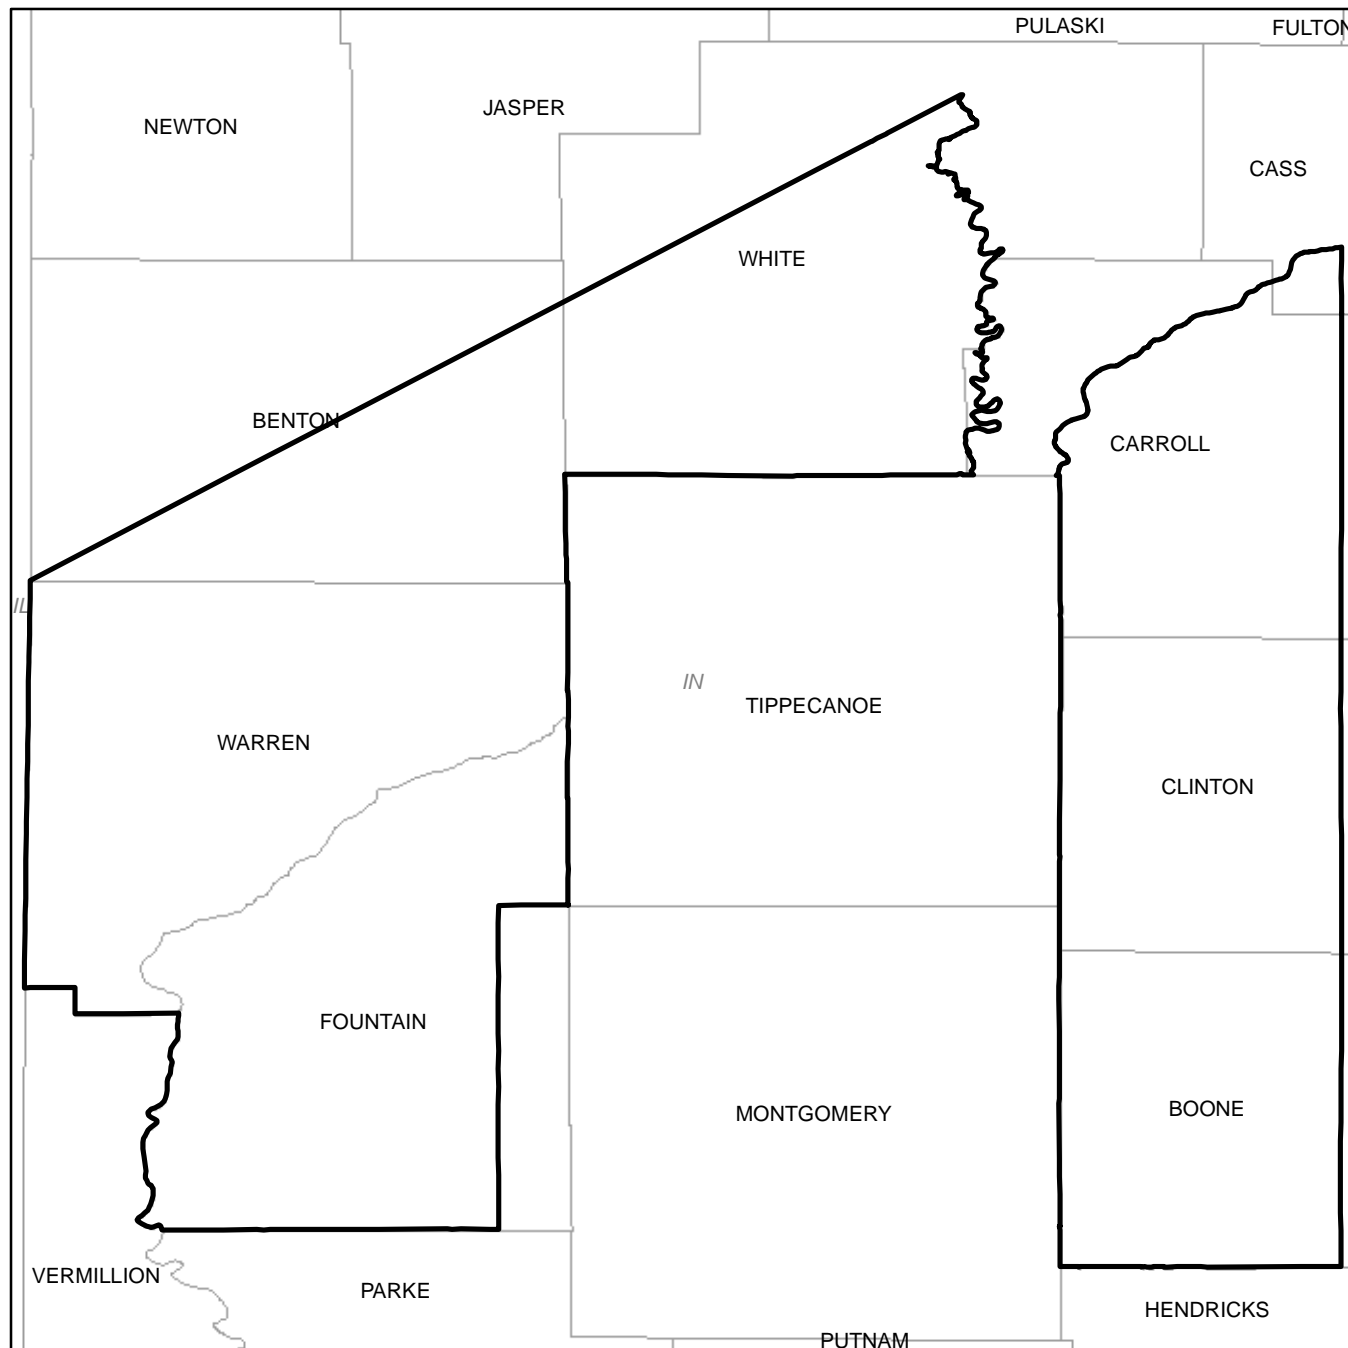 PULASKI
FULTON
JASPER
NEWTON
CASS
WHITE
BENTON
CARROLL
IL
IN
TIPPECANOE
WARREN
CLINTON
FOUNTAIN
BOONE
MONTGOMERY
VERMILLION
PARKE
HENDRICKS
PUTNAM